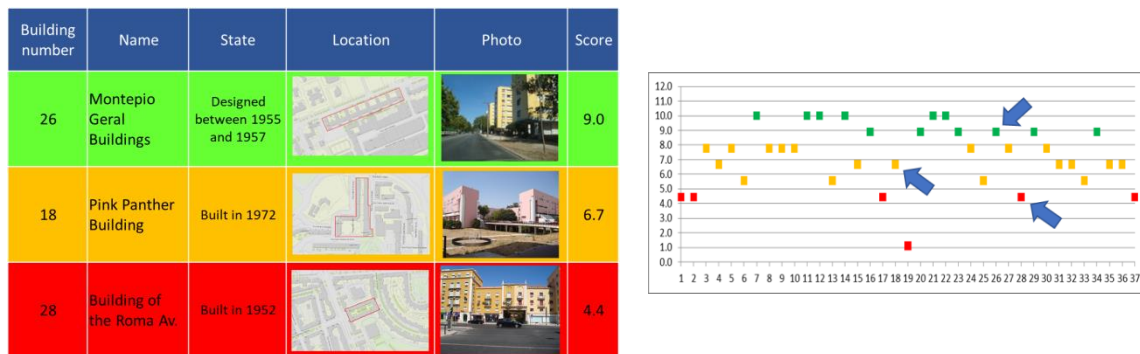 Building number
Name
State
Location
Photo
Score
26
Montepio Geral Buildings
Designed between 1955 and 1957
9.0
18
Pink Panther Building
Built in 1972
6.7
28
Building of the Roma Av.
Built in 1952
4.4
12.0
11.0
10.0
9.0
8.0
7.0
6.0
5.0
4.0
3.0
2.0
1.0
0.0
1 2 3 4 5 6 7 8 9 10 11 12 13 14 15 16 17 18 19 20 21 22 23 24 25 26 27 28 29 30 31 32 33 34 35 36 37